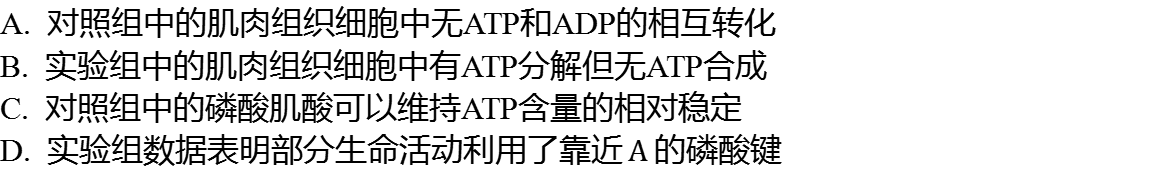 A. 对照组中的肌肉组织细胞中无ATP和ADP的相互转化
B. 实验组中的肌肉组织细胞中有ATP分解但无ATP合成
C. 对照组中的磷酸肌酸可以维持ATP含量的相对稳定
D. 实验组数据表明部分生命活动利用了靠近 A 的磷酸键